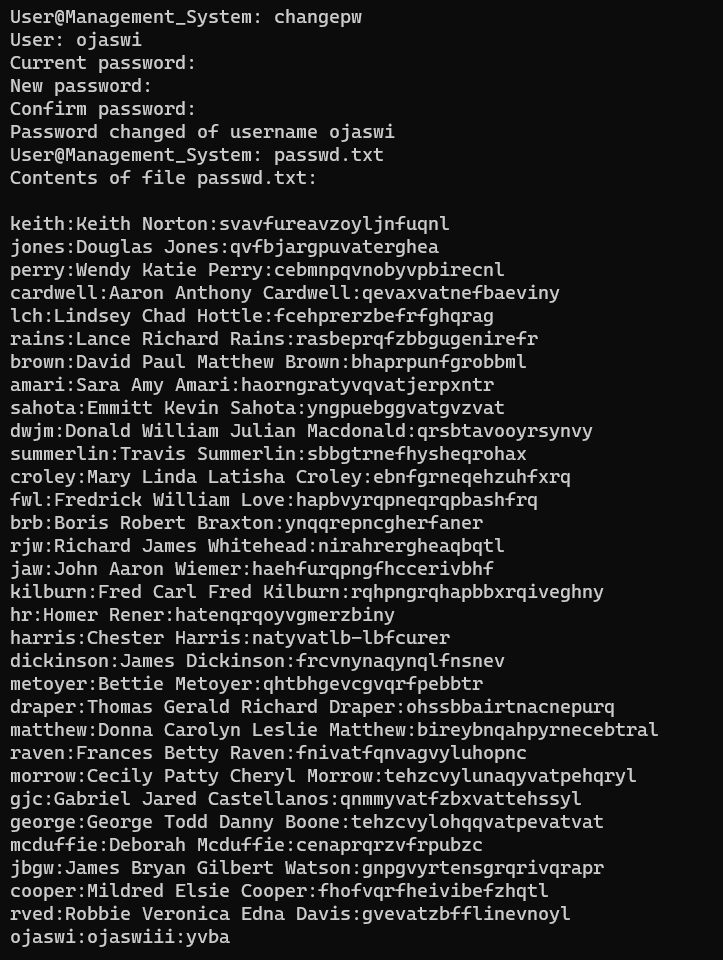 User@Management_System: changepw
User: ojaswi
Current password:
New password:
Confirm password:
Password changed of username ojaswi
User@Management_System: passwd.txt
Contents of file passwd.txt:
keith:Keith Norton:svavfureavzoyljnfuqnl
jones:Douglas Jones:qvfbjargpuvaterghea
perry:Wendy Katie Perry:cebmnpqvnobyvpbirecnl
cardwell:Aaron Anthony Cardwell:qevaxvatnefbaeviny
lch:Lindsey Chad Hottle:fcehprerzbefrfghqrag
rains:Lance Richard Rains:rasbeprqfzbbgugenirefr
brown:David Paul Matthew Brown:bhaprpunfgrobbml
amari:Sara Amy Amari:haorngratyvqvatjerpxntr
sahota:Emmitt Kevin Sahota:yngpuebggvatgvzvat
dwjm:Donald William Julian Macdonald:qrsbtavooyrsynvy
summerlin:Travis Summerlin:sbbgtrnefhysheqrohax
croley:Mary Linda Latisha Croley:ebnfgrneqehzuhfxrq
fwl:Fredrick William Love:hapbvyrqpneqrqpbashfrq
brb:Boris Robert Braxton:ynqqrepncgherfaner
rjw:Richard James Whitehead:nirahrergheaqbqtl
jaw:John Aaron Wiemer:haehfurqpngfhccerivbhf
kilburn:Fred Carl Fred Kilburn:rqhpngrqhapbbxrqiveghny
hr:Homer Rener:hatenqrqoyvgmerzbiny
harris:Chester Harris:natyvatlb-lbfcurer
dickinson:James Dickinson:frcvnynaqynqlfnsnev
metoyer:Bettie Metoyer:qhtbhgevcgvqrfpebbtr
draper:Thomas Gerald Richard Draper:ohssbbairtnacnepurq
matthew:Donna Carolyn Leslie Matthew:bireybnqahpyrnecebtral
raven:Frances Betty Raven:fnivatfqnvagvyluhopnc
morrow:Cecily Patty Cheryl Morrow:tehzcvylunaqyvatpehqryl
gjc:Gabriel Jared Castellanos:qnmmyvatfzbxvattehssyl
george:George Todd Danny Boone:tehzcvylohqqvatpevatvat
mcduffie:Deborah Mcduffie:cenaprqrzvfrpubzc
jbgw:James Bryan Gilbert Watson:gnpgvyrtensgrqrivqrapr
cooper:Mildred Elsie Cooper:fhofvqrfheivibefzhqtl
rved:Robbie Veronica Edna Davis:gvevatzbfflinevnoyl
ojaswi:ojaswiii:yvba